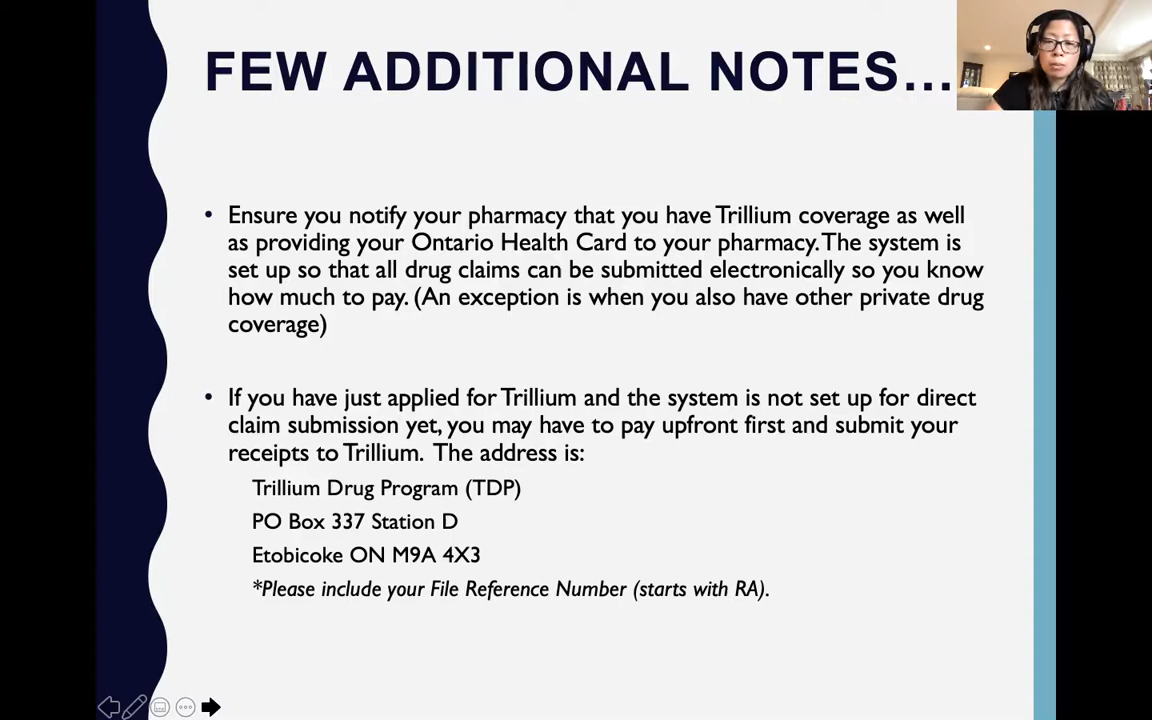 FEW ADDITIONAL NOTES...
• Ensure you notify your pharmacy that you have Trillium coverage as well
as providing your Ontario Health Card to your pharmacy. The system is
set up so that all drug claims can be submitted electronically so you know
how much to pay. (An exception is when you also have other private drug
coverage)
• If you have just applied for Trillium and the system is not set up for direct
claim submission yet, you may have to pay upfront first and submit your
receipts to Trillium. The address is:
Trillium Drug Program (TDP)
PO Box 337 Station D
Etobicoke ON M9A 4X3
*Please include your File Reference Number (starts with RA).